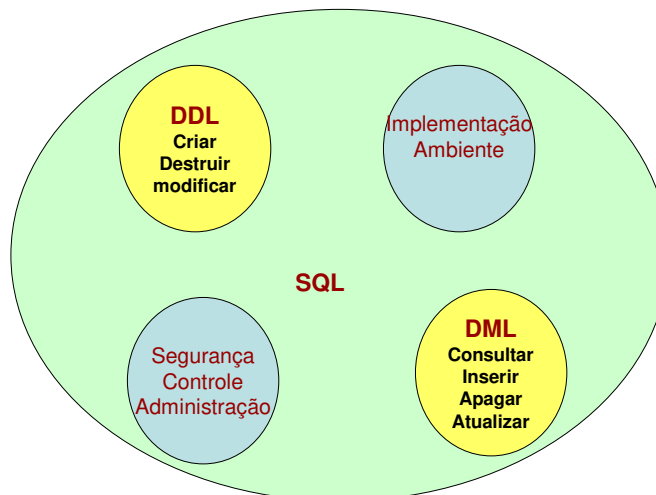 DDL
Criar
Destruir
modificar
Implementação
Ambiente
SQL
Segurança
Controle
Administração
DML
Consultar
Inserir
Apagar
Atualizar